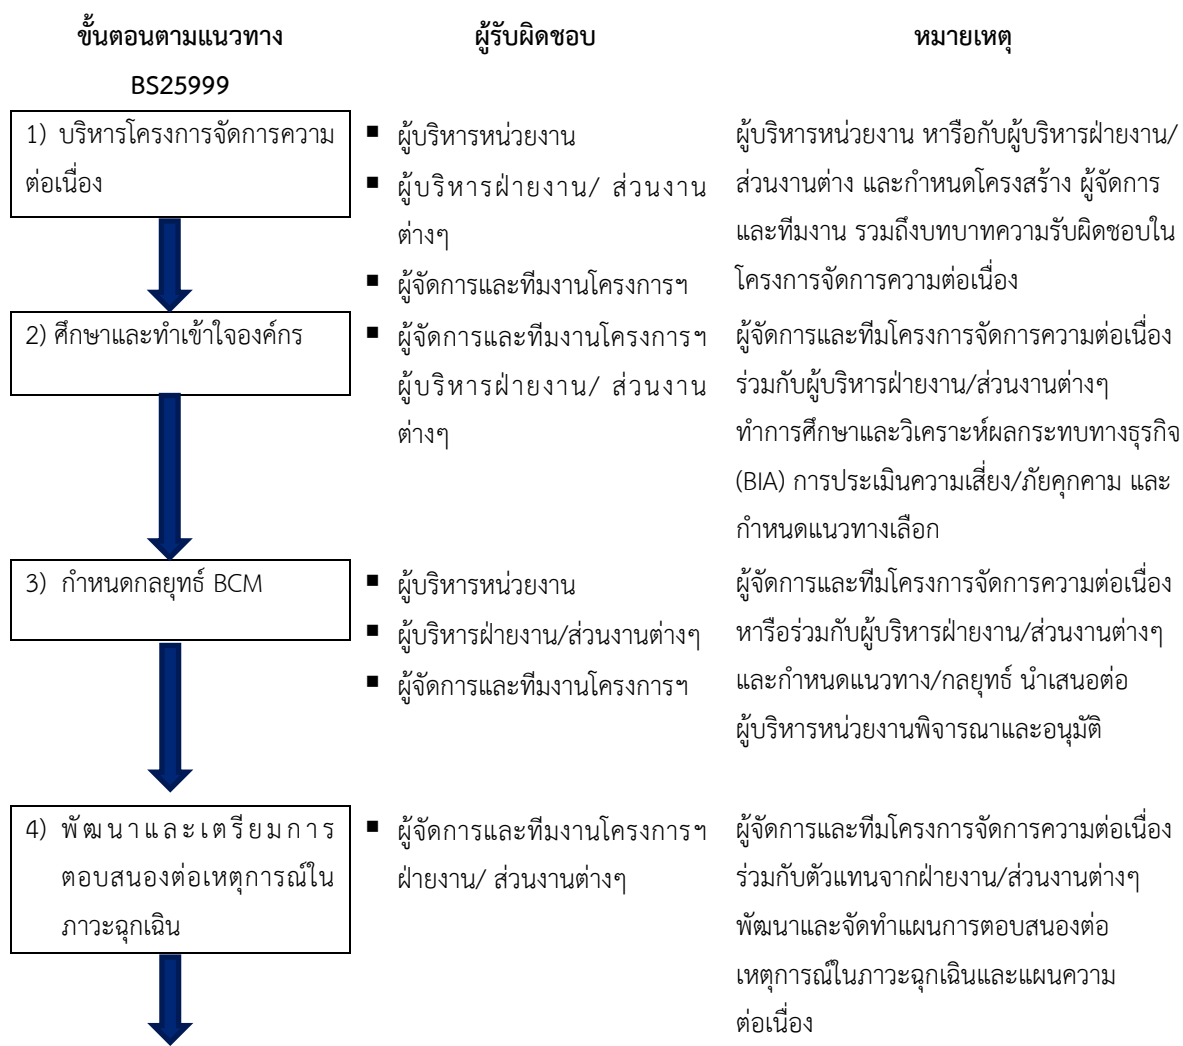 ขั้นตอนตามแนวทาง
BS25999
ผู้รับผิดชอบ
หมายเหตุ
1) บริหารโครงการจัดการความ
ต่อเนื่อง
▪ ผู้บริหารหน่วยงาน
▪ ผู้บริหารฝ่ายงาน/ ส่วนงาน
ต่างๆ
▪ ผู้จัดการและทีมงานโครงการฯ
ผู้บริหารหน่วยงาน หารือกับผู้บริหารฝ่ายงาน/
ส่วนงานต่าง และกำหนดโครงสร้าง ผู้จัดการ
และทีมงาน รวมถึงบทบาทความรับผิดชอบใน
โครงการจัดการความต่อเนื่อง
2) ศึกษาและทำเข้าใจองค์กร
▪ ผู้จัดการและทีมงานโครงการฯ
ผู้บริหารฝ่ายงาน/ ส่วนงาน
ต่างๆ
ผู้จัดการและทีมโครงการจัดการความต่อเนื่อง
ร่วมกับผู้บริหารฝ่ายงาน/ส่วนงานต่างๆ
ทำการศึกษาและวิเคราะห์ผลกระทบทางธุรกิจ
(BIA) การประเมินความเสี่ยง/ภัยคุกคาม และ
กำหนดแนวทางเลือก
3) กำหนดกลยุทธ์ BCM
▪ ผู้บริหารหน่วยงาน
▪ ผู้บริหารฝ่ายงาน/ส่วนงานต่างๆ
▪ ผู้จัดการและทีมงานโครงการฯ
ผู้จัดการและทีมโครงการจัดการความต่อเนื่อง
หารือร่วมกับผู้บริหารฝ่ายงาน/ส่วนงานต่างๆ
และกำหนดแนวทาง/กลยุทธ์ นำเสนอต่อ
ผู้บริหารหน่วยงานพิจารณาและอนุมัติ
4) พัฒนาและเตรียมการ
ตอบสนองต่อเหตุการณ์ใน
ภาวะฉุกเฉิน
▪ ผู้จัดการและทีมงานโครงการฯ
ฝ่ายงาน/ ส่วนงานต่างๆ
ผู้จัดการและทีมโครงการจัดการความต่อเนื่อง
ร่วมกับตัวแทนจากฝ่ายงาน/ส่วนงานต่างๆ
พัฒนาและจัดทำแผนการตอบสนองต่อ
เหตุการณ์ในภาวะฉุกเฉินและแผนความ
ต่อเนื่อง